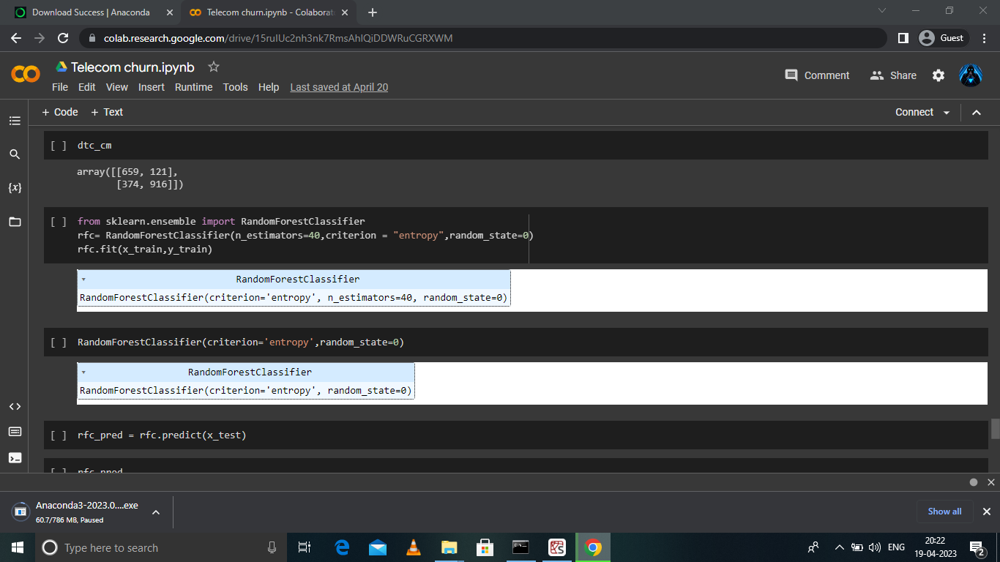 Download Success | Anaconda
Telecom churn.ipynb - Colaborato
colab.research.google.com/drive/15rulUc2nh3nk7RmsAhlQiDDWRuCGRXWM
Guest
Telecom churn.ipynb
Comment
Share
File Edit View Insert Runtime Tools Help Last saved at April 20
+ Code + Text
Connect
[ ] dtc_cm
array([[659, 121],
[374, 916]])
{x}
[ ] from sklearn.ensemble import RandomForestClassifier
rfc= RandomForestClassifier(n_estimators=40,criterion = "entropy",random_state=0)
rfc.fit(x_train,y_train)
RandomForestClassifier
RandomForestClassifier(criterion='entropy', n_estimators=40, random_state=0)
[ ] RandomForestClassifier(criterion='entropy',random_state=0)
RandomForestClassifier
RandomForestClassifier(criterion='entropy', random_state=0)
[ ] rfc_pred = rfc.predict(x_test)
[ ] rfc_pred
Anaconda3-2023.0....exe
60.7/786 MB, Paused
Show all
Type here to search
ENG
20:22
19-04-2023
2